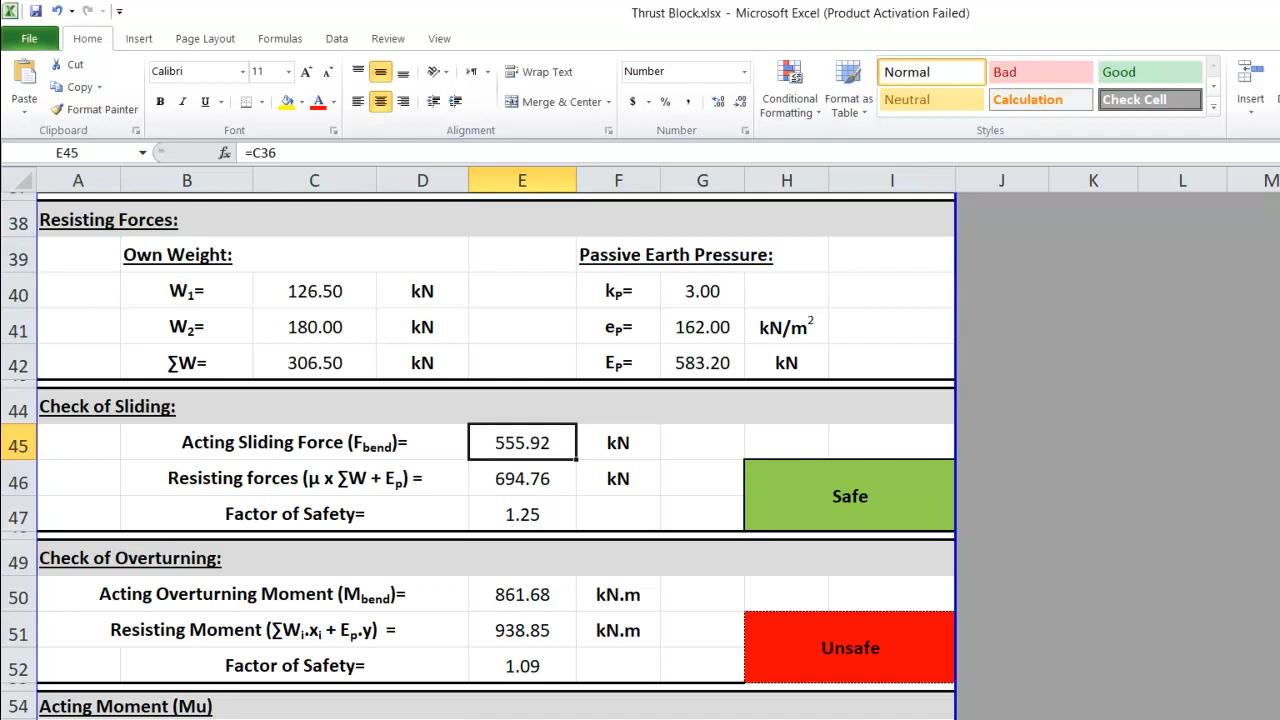 Thrust Block.xlsx - Microsoft Excel (Product Activation Failed)
File Home Insert Page Layout Formulas Data Review View
Paste
Cut
Copy
Format Painter
Clipboard
Calibri 11
B I U A
Font
Wrap Text
Merge & Center
Alignment
Number
$ % ,
Number
Conditional Formatting
Format as Table
Normal Bad Good
Neutral Calculation Check Cell
Styles
Insert
E45 fx =C36
A B C D E F G H I J K L M
38 Resisting Forces:
39 Own Weight: Passive Earth Pressure:
40 W₁= 126.50 kN kₚ= 3.00
41 W₂= 180.00 kN eₚ= 162.00 kN/m²
42 ∑W= 306.50 kN Eₚ= 583.20 kN
44 Check of Sliding:
45 Acting Sliding Force (Fbend)= 555.92 kN
46 Resisting forces (μ x ∑W + Ep) = 694.76 kN
Safe
47 Factor of Safety= 1.25
49 Check of Overturning:
50 Acting Overturning Moment (Mbend)= 861.68 kN.m
51 Resisting Moment (∑Wi.xi + Ep.y) = 938.85 kN.m
Unsafe
52 Factor of Safety= 1.09
54 Acting Moment (Mu)